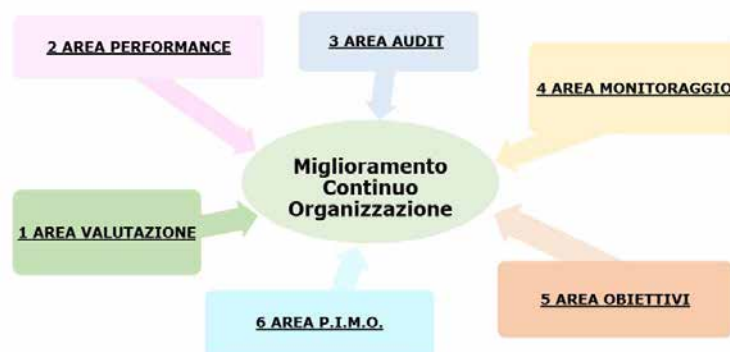 2 AREA PERFORMANCE
3 AREA AUDIT
4 AREA MONITORAGGIO
Miglioramento
Continuo
Organizzazione
1 AREA VALUTAZIONE
5 AREA OBIETTIVI
6 AREA P.I.M.O.